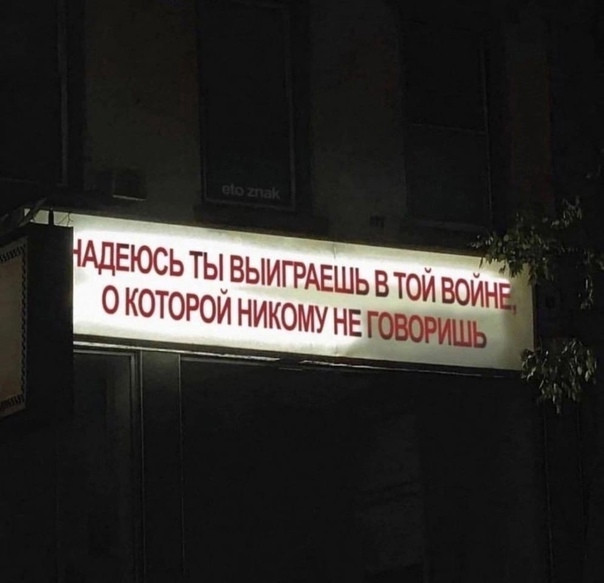 eto znak
НАДЕЮСЬ ТЫ ВЫИГРАЕШЬ В ТОЙ ВОЙНЕ,
О КОТОРОЙ НИКОМУ НЕ ГОВОРИШЬ